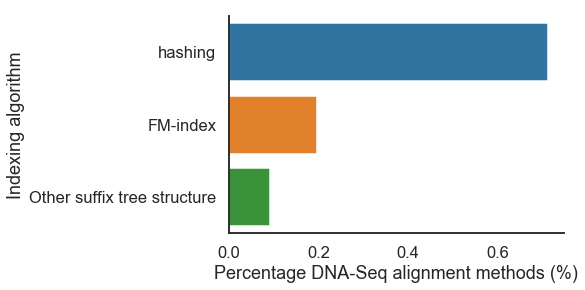 Indexing algorithm
hashing
FM-index
Other suffix tree structure
0.0 0.2 0.4 0.6
Percentage DNA-Seq alignment methods (%)